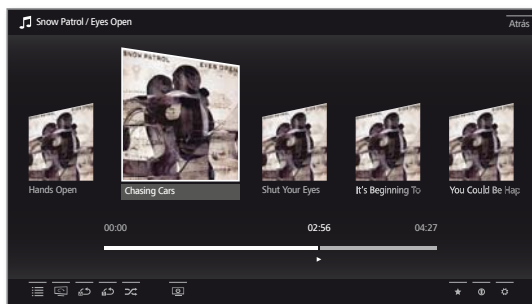 Snow Patrol / Eyes Open
Atrás
SNOW PATROL EYES OPEN
Hands Open
Chasing Cars
Shut Your Eyes
It's Beginning To
You Could Be Hap
00:00 02:56 04:27